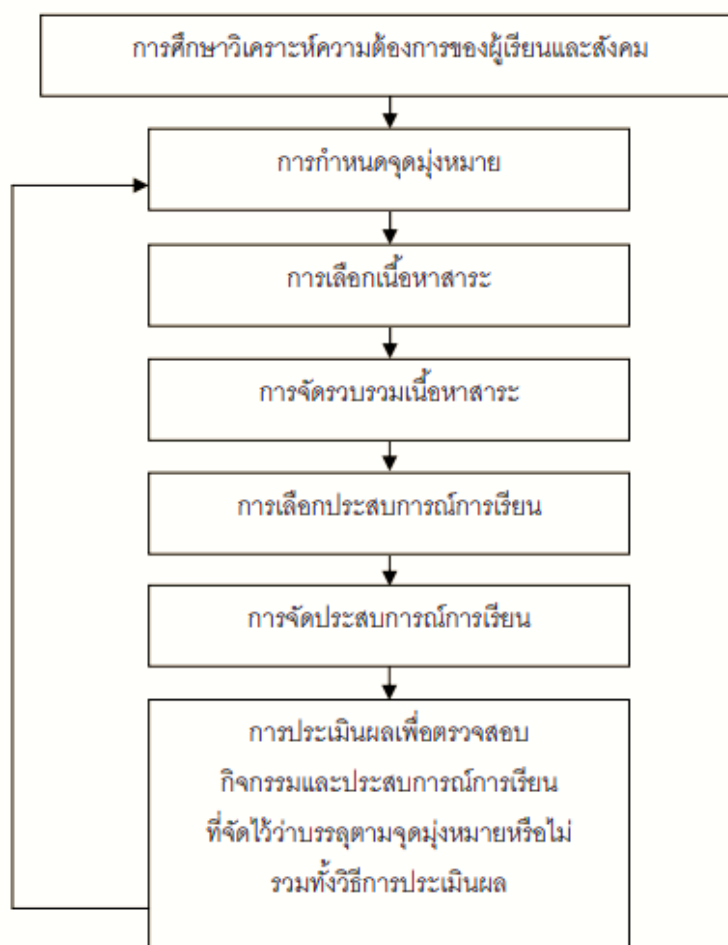 การศึกษาวิเคราะห์ความต้องการของผู้เรียนและสังคม
การกำหนดจุดมุ่งหมาย
การเลือกเนื้อหาสาระ
การจัดรวบรวมเนื้อหาสาระ
การเลือกประสบการณ์การเรียน
การจัดประสบการณ์การเรียน
การประเมินผลเพื่อตรวจสอบ
กิจกรรมและประสบการณ์การเรียน
ที่จัดไว้ว่าบรรลุตามจุดมุ่งหมายหรือไม่
รวมทั้งวิธีการประเมินผล